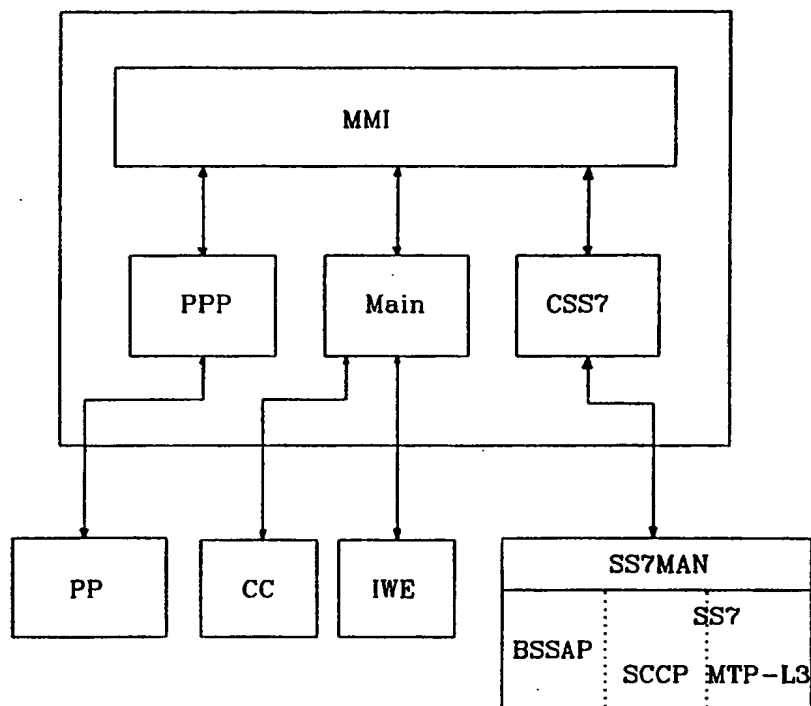 MMI
PPP
Main
CSS7
PP
CC
IWE
SS7MAN
SS7
BSSAP
SCCP
MTP-L3